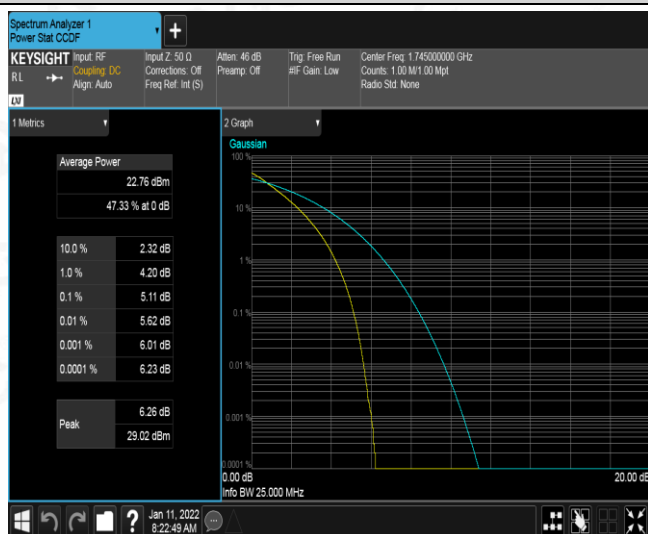 Spectrum Analyzer 1
Power Stat CCDF
+
KEYSIGHT
R L
LXI
Input: RF
Coupling: DC
Align: Auto
Input Z: 50 Ω
Corrections: Off
Freq Ref: Int (S)
Atten: 46 dB
Preamp: Off
Trig: Free Run
#IF Gain: Low
Center Freq: 1.745000000 GHz
Counts: 1.00 M/1.00 Mpt
Radio Std: None
1 Metrics
Average Power
22.76 dBm
47.33 % at 0 dB
10.0 % 2.32 dB
1.0 % 4.20 dB
0.1 % 5.11 dB
0.01 % 5.62 dB
0.001 % 6.01 dB
0.0001 % 6.23 dB
Peak
6.26 dB
29.02 dBm
2 Graph
Gaussian
100 %
10 %
1 %
0.1 %
0.01 %
0.001 %
0.0001 %
0.00 dB 20.00 dB
Info BW 25.000 MHz
?
Jan 11, 2022
8:22:49 AM